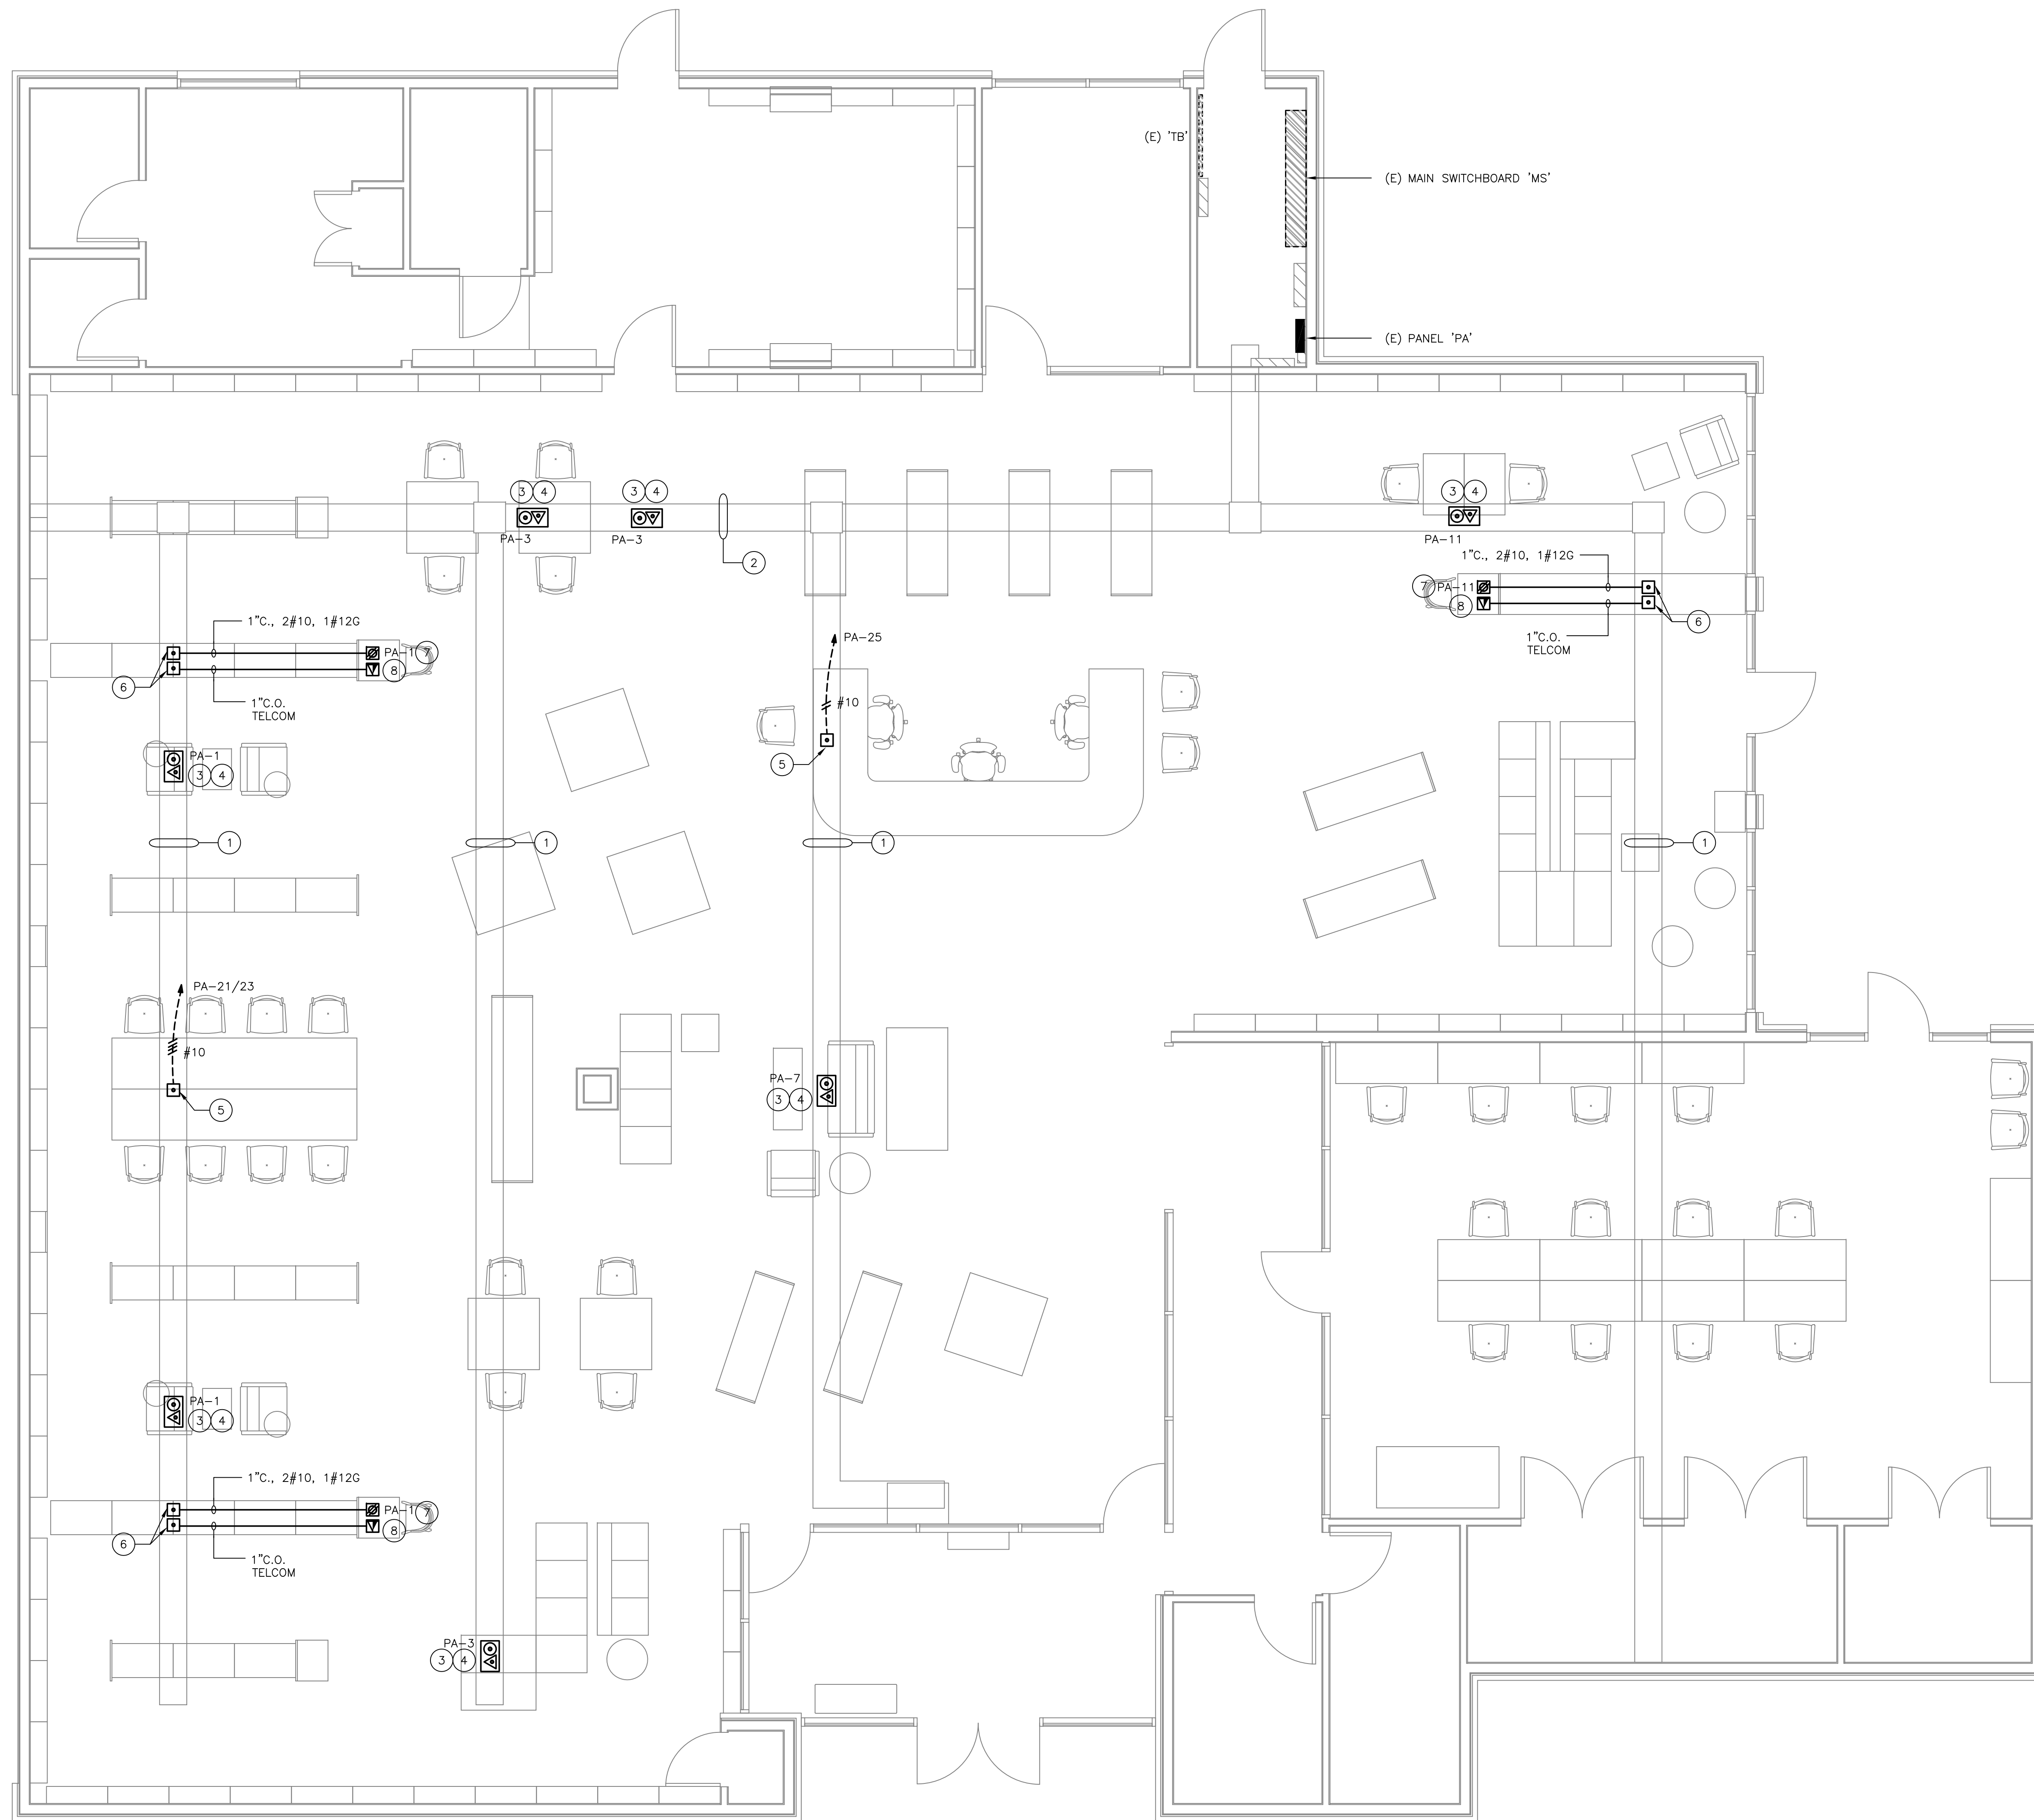 (E) 'TB'
(E) MAIN SWITCHBOARD 'MS'
(E) PANEL 'PA'
3 4
3 4
3 4
PA-3
PA-3
PA-11
2
1"C., 2#10, 1#12G
7 PA-11
8
6
1"C.O.
TELCOM
1"C., 2#10, 1#12G
PA-1 7
8
6
1"C.O.
TELCOM
PA-25
#10
5
PA-1
3 4
1
1
1
1
PA-21/23
#10
5
PA-7
3 4
PA-1
3 4
1"C., 2#10, 1#12G
PA-1 7
8
6
1"C.O.
TELCOM
PA-3
3 4